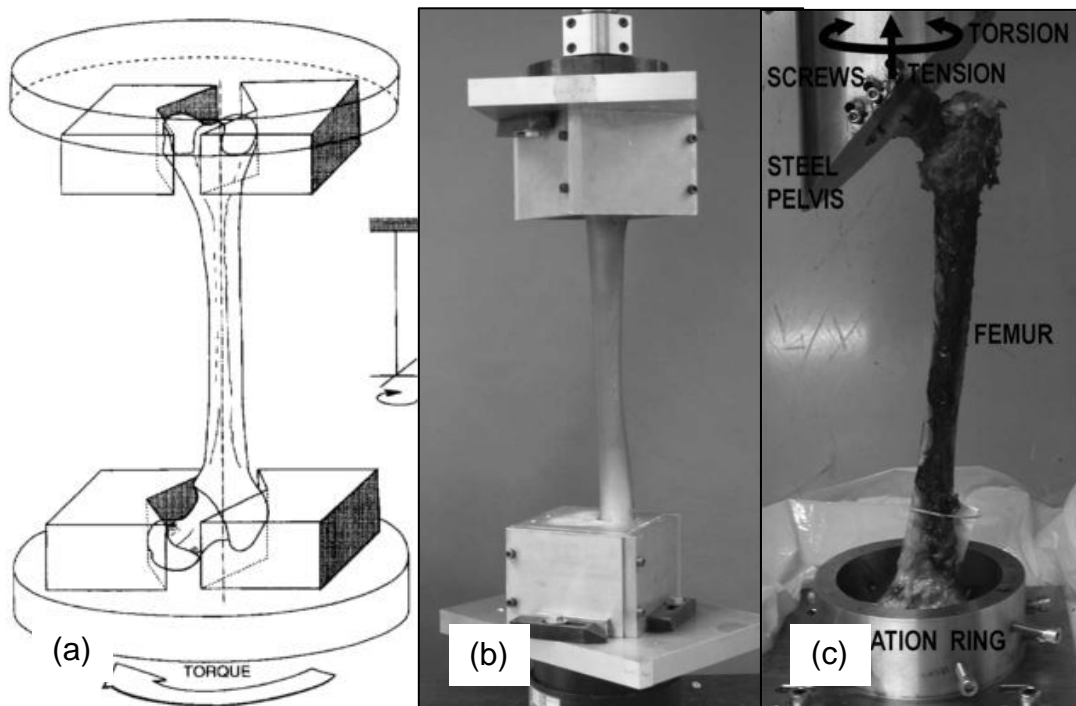 TORQUE
(a)
(b)
TORSION
SCREWS
TENSION
STEEL
PELVIS
FEMUR
ATION RING
(c)